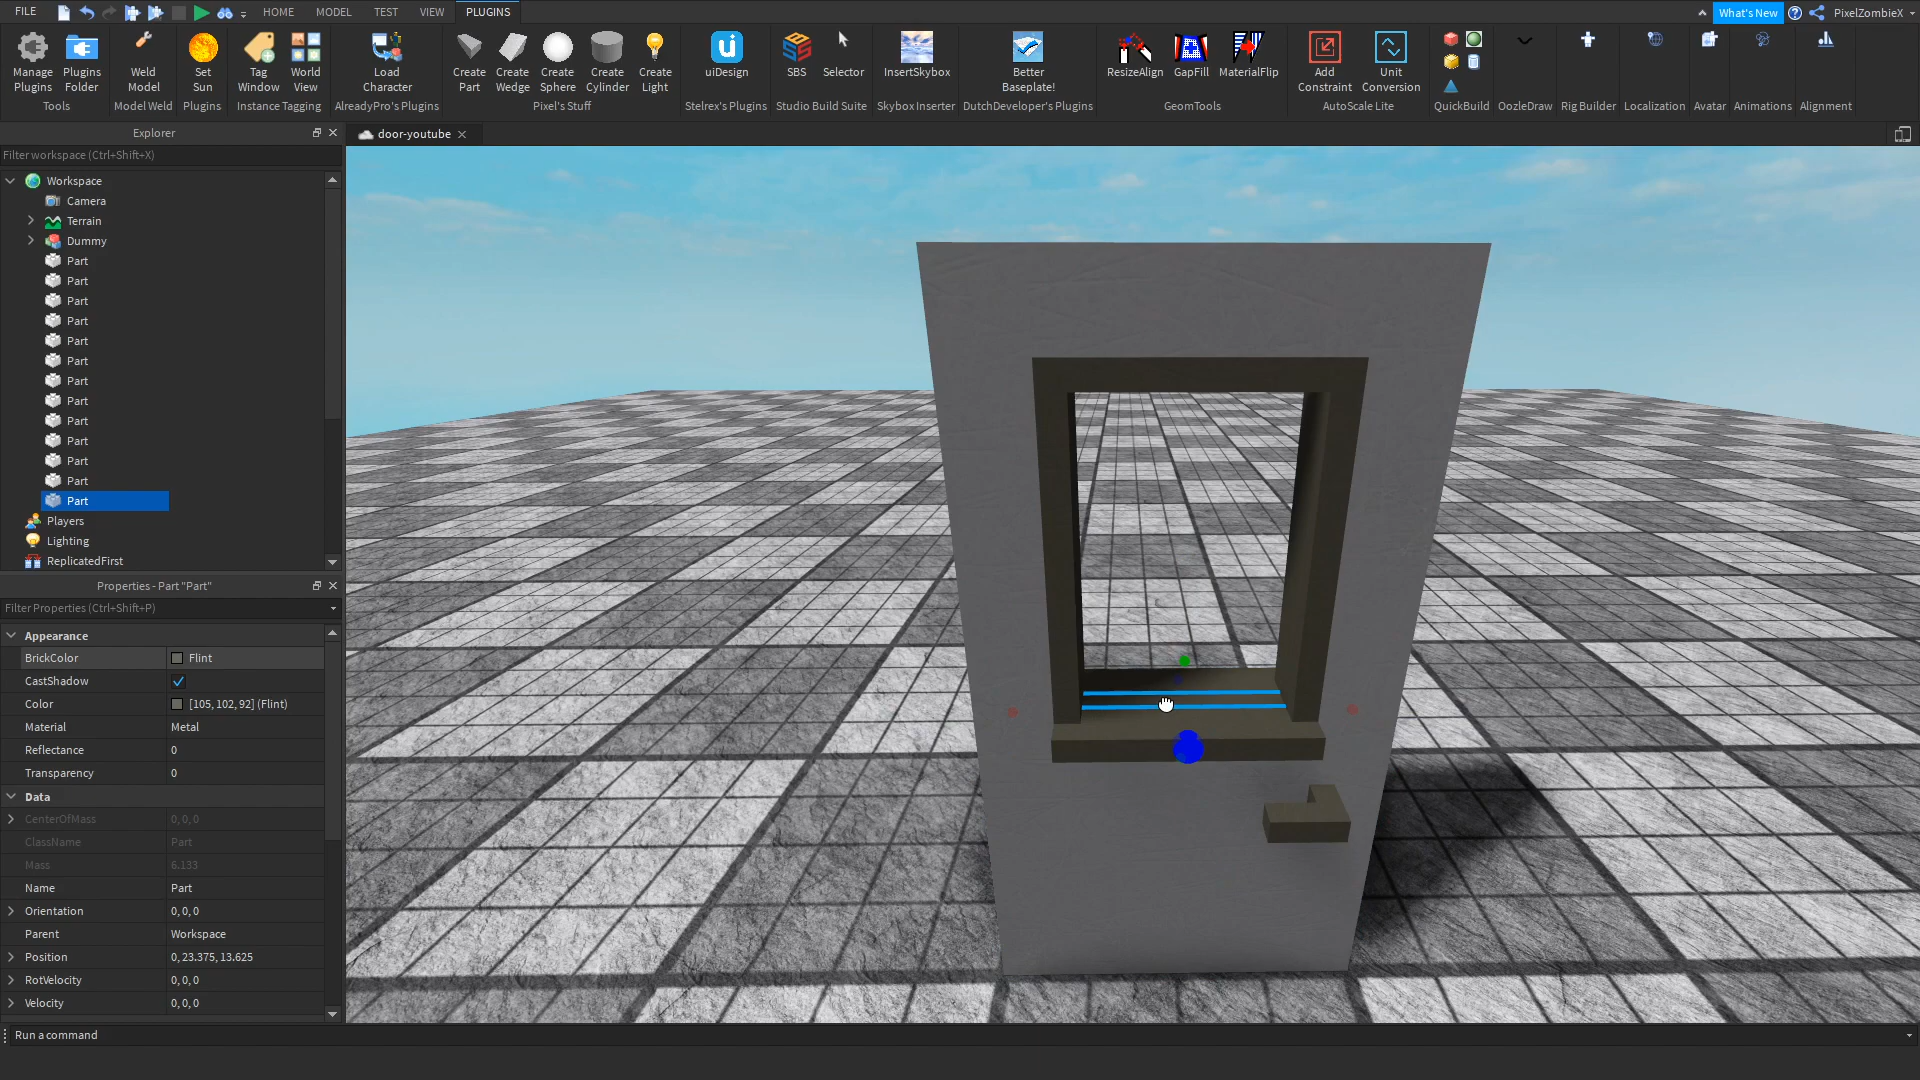 FILE HOME MODEL TEST VIEW PLUGINS What's New PixelZombieX
Manage Plugins Plugins Folder Weld Model Set Sun Tag Window World View Load Character Create Part Create Wedge Create Sphere Create Cylinder Create Light uiDesign SBS Selector InsertSkybox Better Baseplate! ResizeAlign GapFill MaterialFlip Add Constraint Unit Conversion
Tools Model Weld Plugins Instance Tagging AlreadyPro's Plugins Pixel's Stuff Stelrex's Plugins Studio Build Suite Skybox Inserter DutchDeveloper's Plugins GeomTools AutoScale Lite QuickBuild OozleDraw Rig Builder Localization Avatar Animations Alignment
Explorer
door-youtube
Filter workspace (Ctrl+Shift+X)
Workspace
Camera
Terrain
Dummy
Part
Part
Part
Part
Part
Part
Part
Part
Part
Part
Part
Part
Part
Players
Lighting
ReplicatedFirst
Properties - Part "Part"
Filter Properties (Ctrl+Shift+P)
Appearance
BrickColor Flint
CastShadow
Color [105, 102, 92] (Flint)
Material Metal
Reflectance 0
Transparency 0
Data
CenterOfMass 0, 0, 0
ClassName Part
Mass 6.133
Name Part
Orientation 0, 0, 0
Parent Workspace
Position 0, 23.375, 13.625
RotVelocity 0, 0, 0
Velocity 0, 0, 0
Run a command